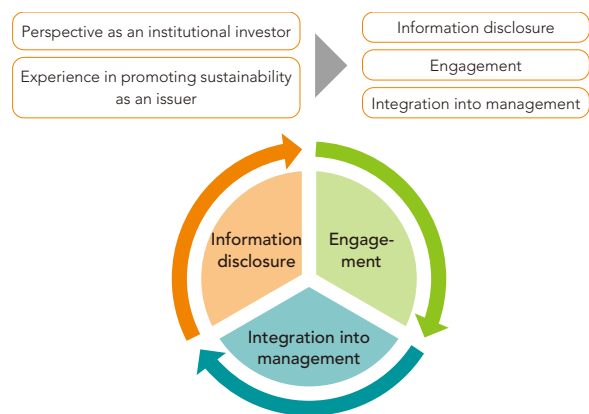 Perspective as an institutional investor
Experience in promoting sustainability
as an issuer
Information disclosure
Engagement
Integration into management
Information
disclosure
Engage-
ment
Integration into
management